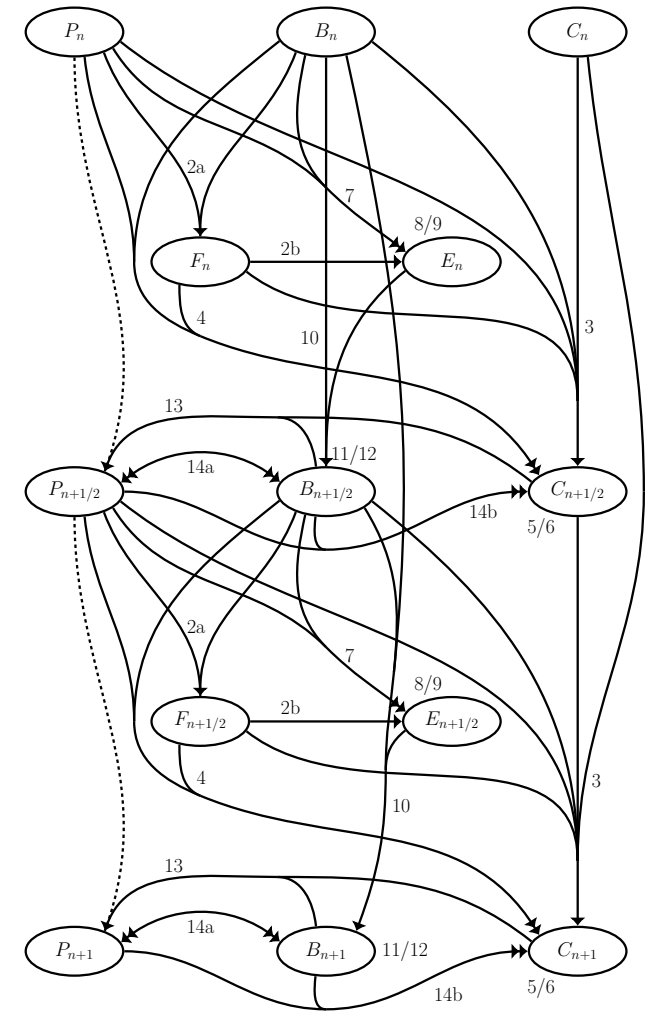 P_n B_n C_n
2a
7
8/9
F_n 2b E_n
4
10
3
13
11/12
14a
P_{n+1/2} B_{n+1/2} C_{n+1/2}
14b
5/6
2a
7
8/9
F_{n+1/2} 2b E_{n+1/2}
4
3
10
13
14a
P_{n+1} B_{n+1} 11/12 C_{n+1}
5/6
14b